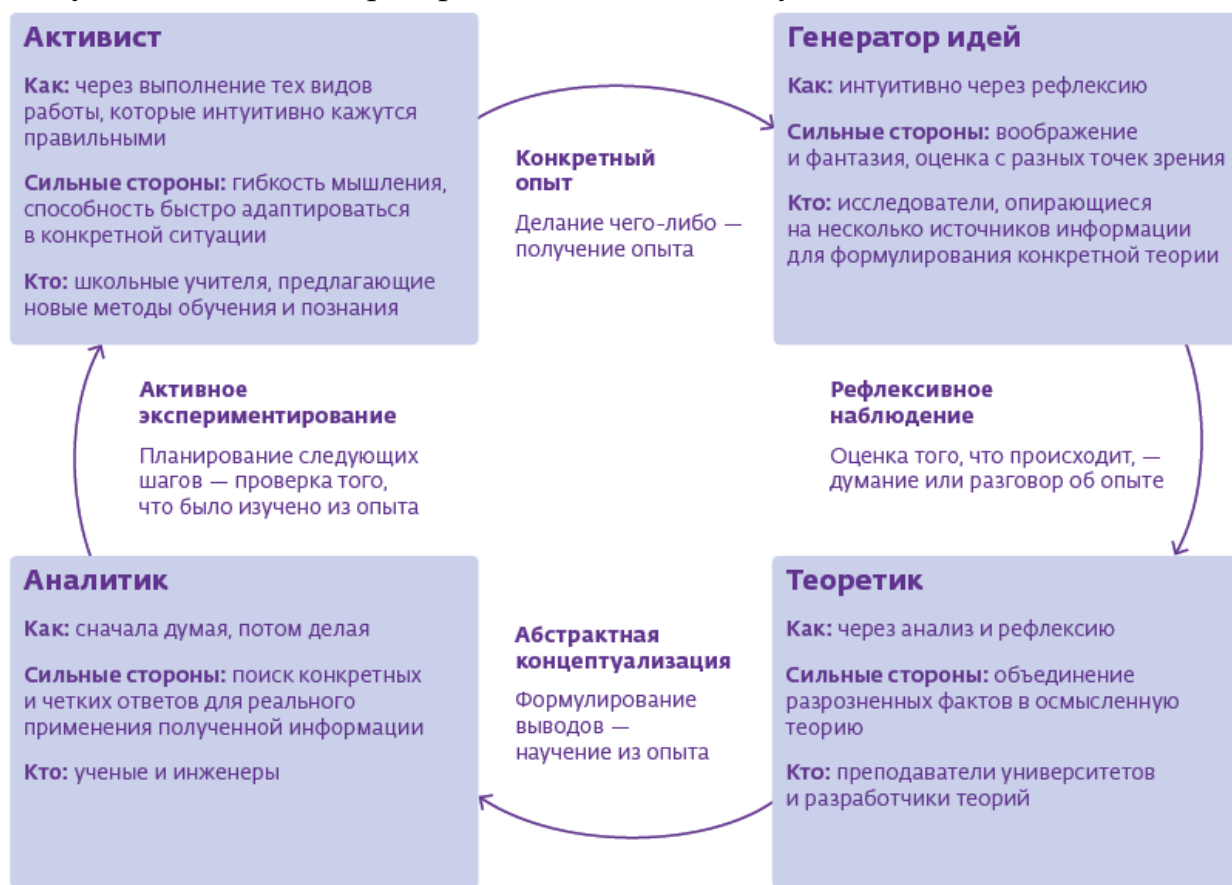 Активист
Как: через выполнение тех видов
работы, которые интуитивно кажутся
правильными
Сильные стороны: гибкость мышления,
способность быстро адаптироваться
в конкретной ситуации
Кто: школьные учителя, предлагающие
новые методы обучения и познания
Конкретный
опыт
Делание чего-либо —
получение опыта
Генератор идей
Как: интуитивно через рефлексию
Сильные стороны: воображение
и фантазия, оценка с разных точек зрения
Кто: исследователи, опирающиеся
на несколько источников информации
для формулирования конкретной теории
Активное
экспериментирование
Планирование следующих
шагов — проверка того,
что было изучено из опыта
Рефлексивное
наблюдение
Оценка того, что происходит, —
думание или разговор об опыте
Аналитик
Как: сначала думая, потом делая
Сильные стороны: поиск конкретных
и четких ответов для реального
применения полученной информации
Кто: ученые и инженеры
Абстрактная
концептуализация
Формулирование
выводов —
научение из опыта
Теоретик
Как: через анализ и рефлексию
Сильные стороны: объединение
разрозненных фактов в осмысленную
теорию
Кто: преподаватели университетов
и разработчики теорий